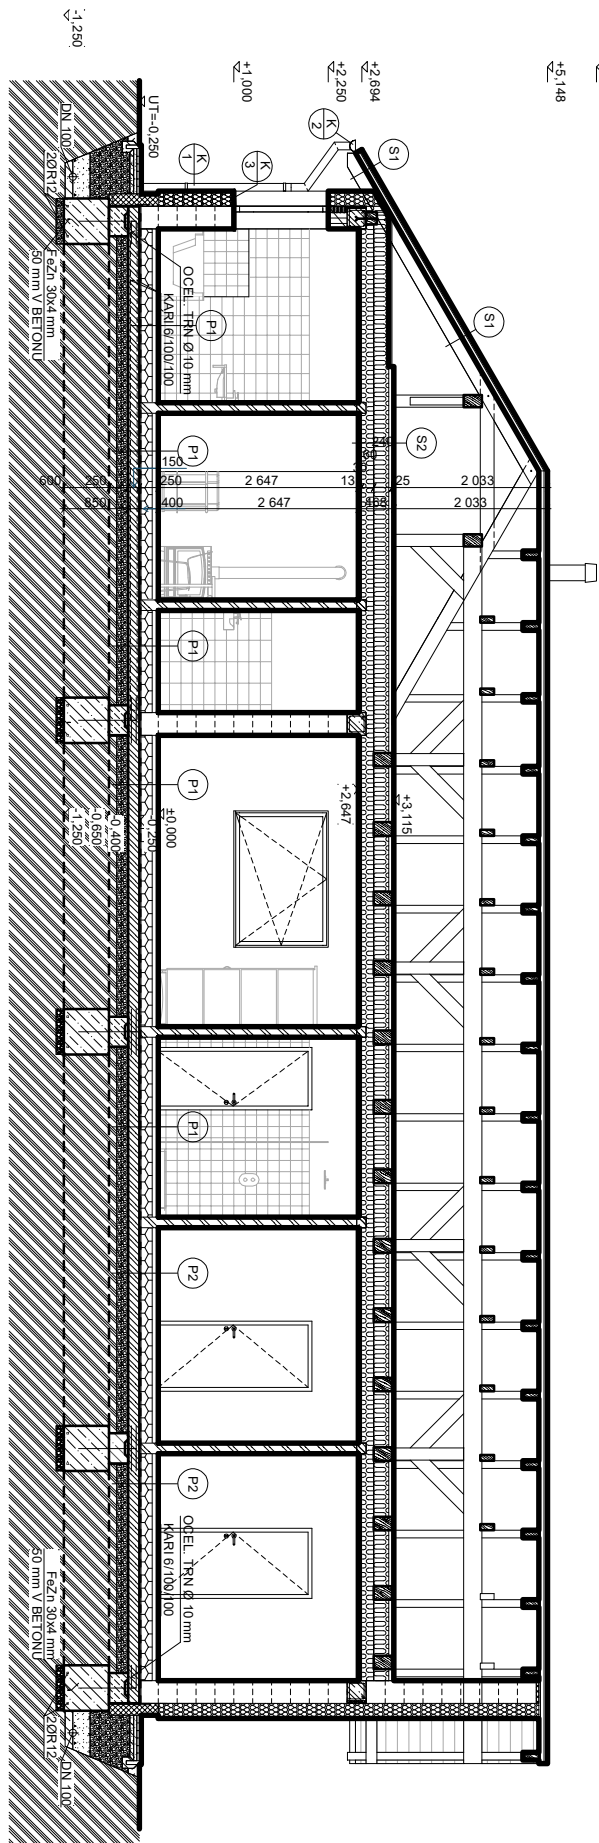 -1,250
+1,000
+2,250
+2,694
+5,148
UT=-0,250
DN 100
2ØR12
FeZn 30x4 mm
50 mm V BETONU
K
1
K
3
K
2
S1
S1
OCEL. TRN Ø 10 mm
KARI 6/100/100
P1
P1
S2
150
240
600
250
250
2 647
25
2 033
850
400
2 647
468
2 033
P1
P1
-1,250
-0,650
-0,400
-0,250
±0,000
+2,647
+3,115
P1
P2
P2
OCEL. TRN Ø 10 mm
KARI 6/100/100
FeZn 30x4 mm
50 mm V BETONU
2ØR12
DN 100